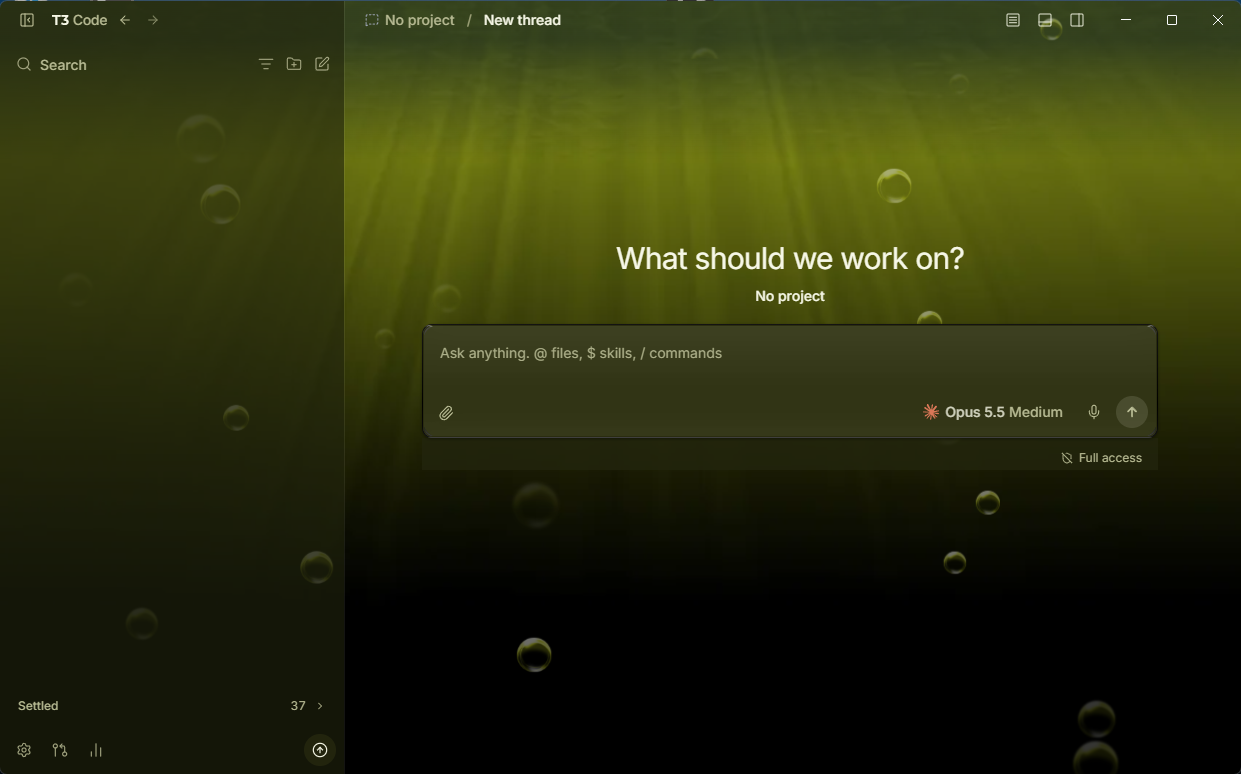 T3 Code
No project / New thread
Search
What should we work on?
No project
Ask anything. @ files, $ skills, / commands
Opus 5.5 Medium
Full access
Settled 37